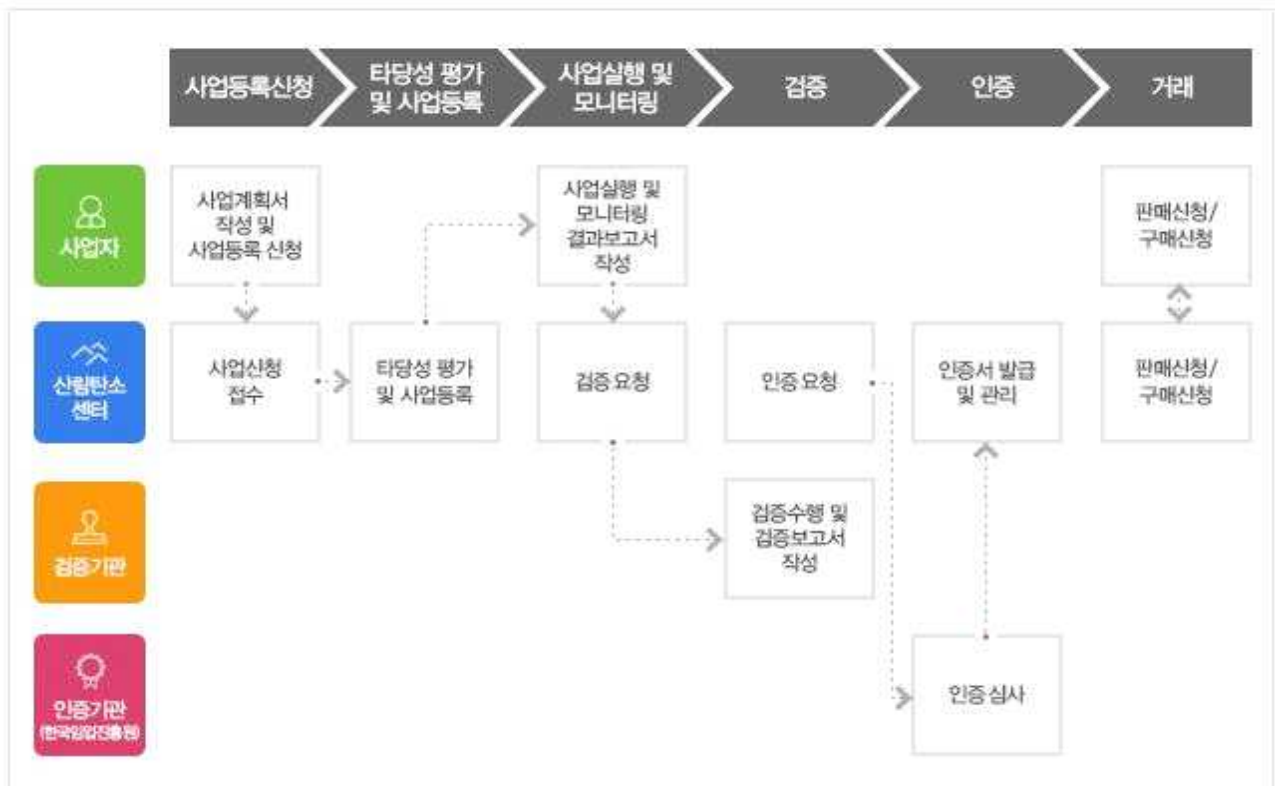 사업등록신청
타당성 평가
및 사업등록
사업실행 및
모니터링
검증
인증
거래
사업자
사업계획서
작성 및
사업등록 신청
사업실행 및
모니터링
결과보고서
작성
판매신청/
구매신청
산림탄소
센터
사업신청
접수
타당성 평가
및 사업등록
검증 요청
인증 요청
인증서 발급
및 관리
판매신청/
구매신청
검증기관
검증수행 및
검증보고서
작성
인증기관
(한국임업진흥원)
인증 심사